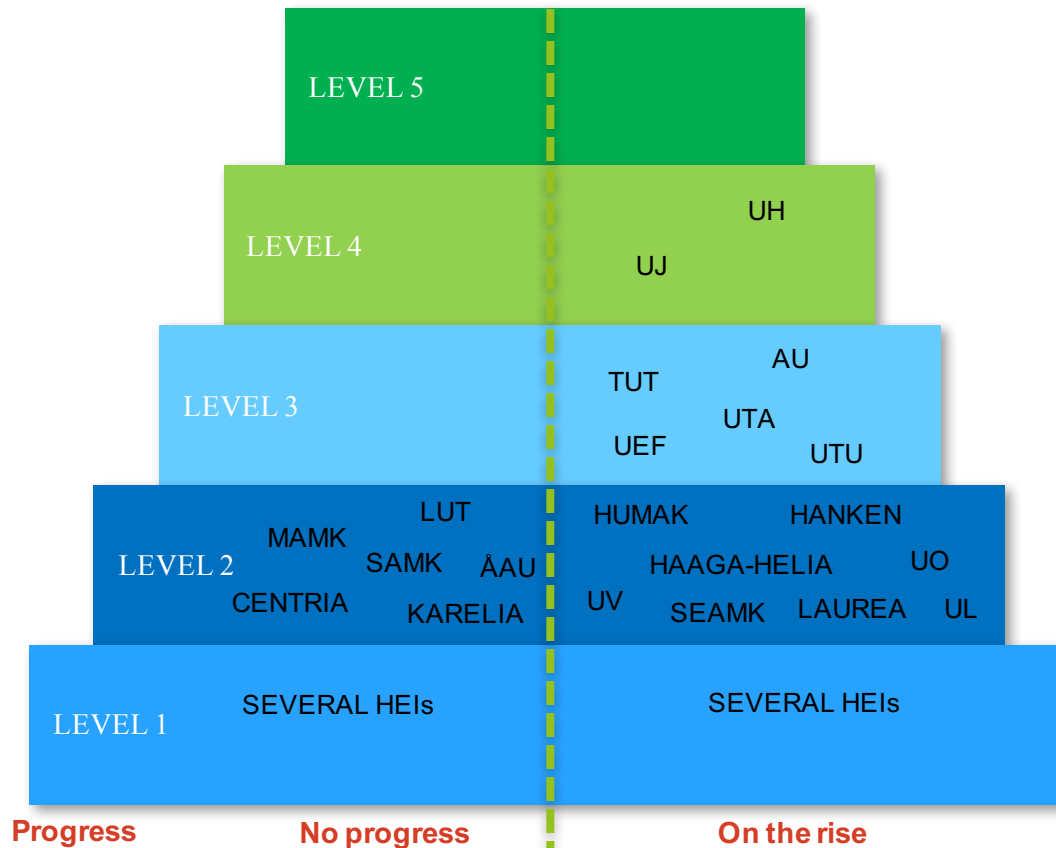 LEVEL 5
LEVEL 4
UH
UJ
LEVEL 3
AU
TUT
UTA
UEF
UTU
LEVEL 2
LUT
MAMK
SAMK
ÅAU
CENTRIA
KARELIA
HUMAK
HANKEN
HAAGA-HELIA
UO
UV
SEAMK
LAUREA
UL
LEVEL 1
SEVERAL HEIs
SEVERAL HEIs
Progress
No progress
On the rise